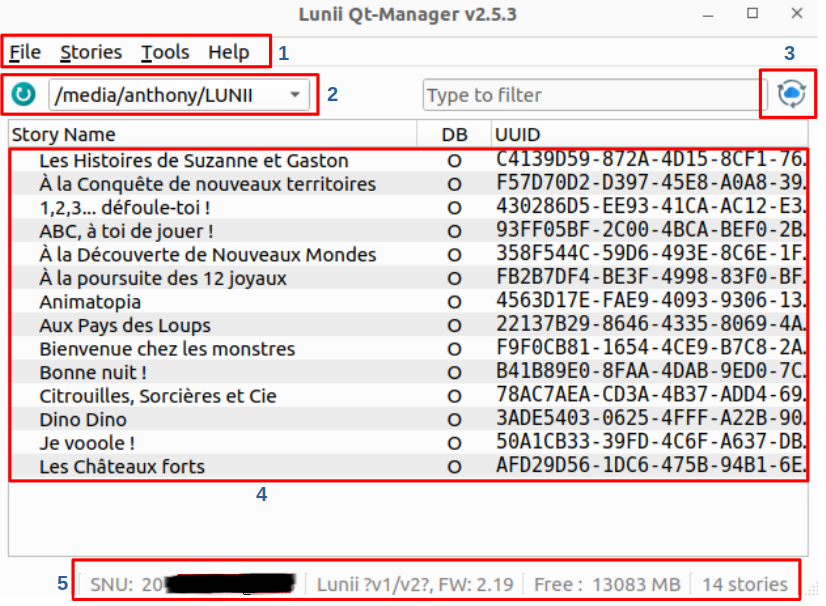 Lunii Qt-Manager v2.5.3
File Stories Tools Help 1 3
/media/anthony/LUNII 2 Type to filter
Story Name DB UUID
Les Histoires de Suzanne et Gaston O C4139D59-872A-4D15-8CF1-76.
À la Conquête de nouveaux territoires O F57D70D2-D397-45E8-A0A8-39.
1,2,3... défoule-toi ! O 430286D5-EE93-41CA-AC12-E3.
ABC, à toi de jouer ! O 93FF05BF-2C00-4BCA-BEF0-2B.
À la Découverte de Nouveaux Mondes O 358F544C-59D6-493E-8C6E-1F.
À la poursuite des 12 joyaux O FB2B7DF4-BE3F-4998-83F0-BF.
Animatopia O 4563D17E-FAE9-4093-9306-13.
Aux Pays des Loups O 22137B29-8646-4335-8069-4A.
Bienvenue chez les monstres O F9F0CB81-1654-4CE9-B7C8-2A.
Bonne nuit ! O B41B89E0-8FAA-4DAB-9ED0-7C.
Citrouilles, Sorcières et Cie O 78AC7AEA-CD3A-4B37-ADD4-69.
Dino Dino O 3ADE5403-0625-4FFF-A22B-90.
Je vooole ! O 50A1CB33-39FD-4C6F-A637-DB.
Les Châteaux forts O AFD29D56-1DC6-475B-94B1-6E.
4
5 SNU: 20 Lunii ?v1/v2?, FW: 2.19 Free : 13083 MB 14 stories